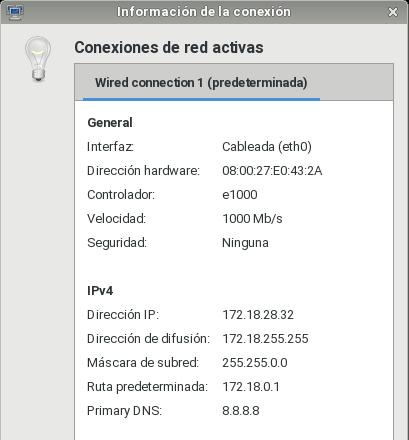 Información de la conexión
Conexiones de red activas
Wired connection 1 (predeterminada)
General
Interfaz: Cableada (eth0)
Dirección hardware: 08:00:27:E0:43:2A
Controlador: e1000
Velocidad: 1000 Mb/s
Seguridad: Ninguna
IPv4
Dirección IP: 172.18.28.32
Dirección de difusión: 172.18.255.255
Máscara de subred: 255.255.0.0
Ruta predeterminada: 172.18.0.1
Primary DNS: 8.8.8.8